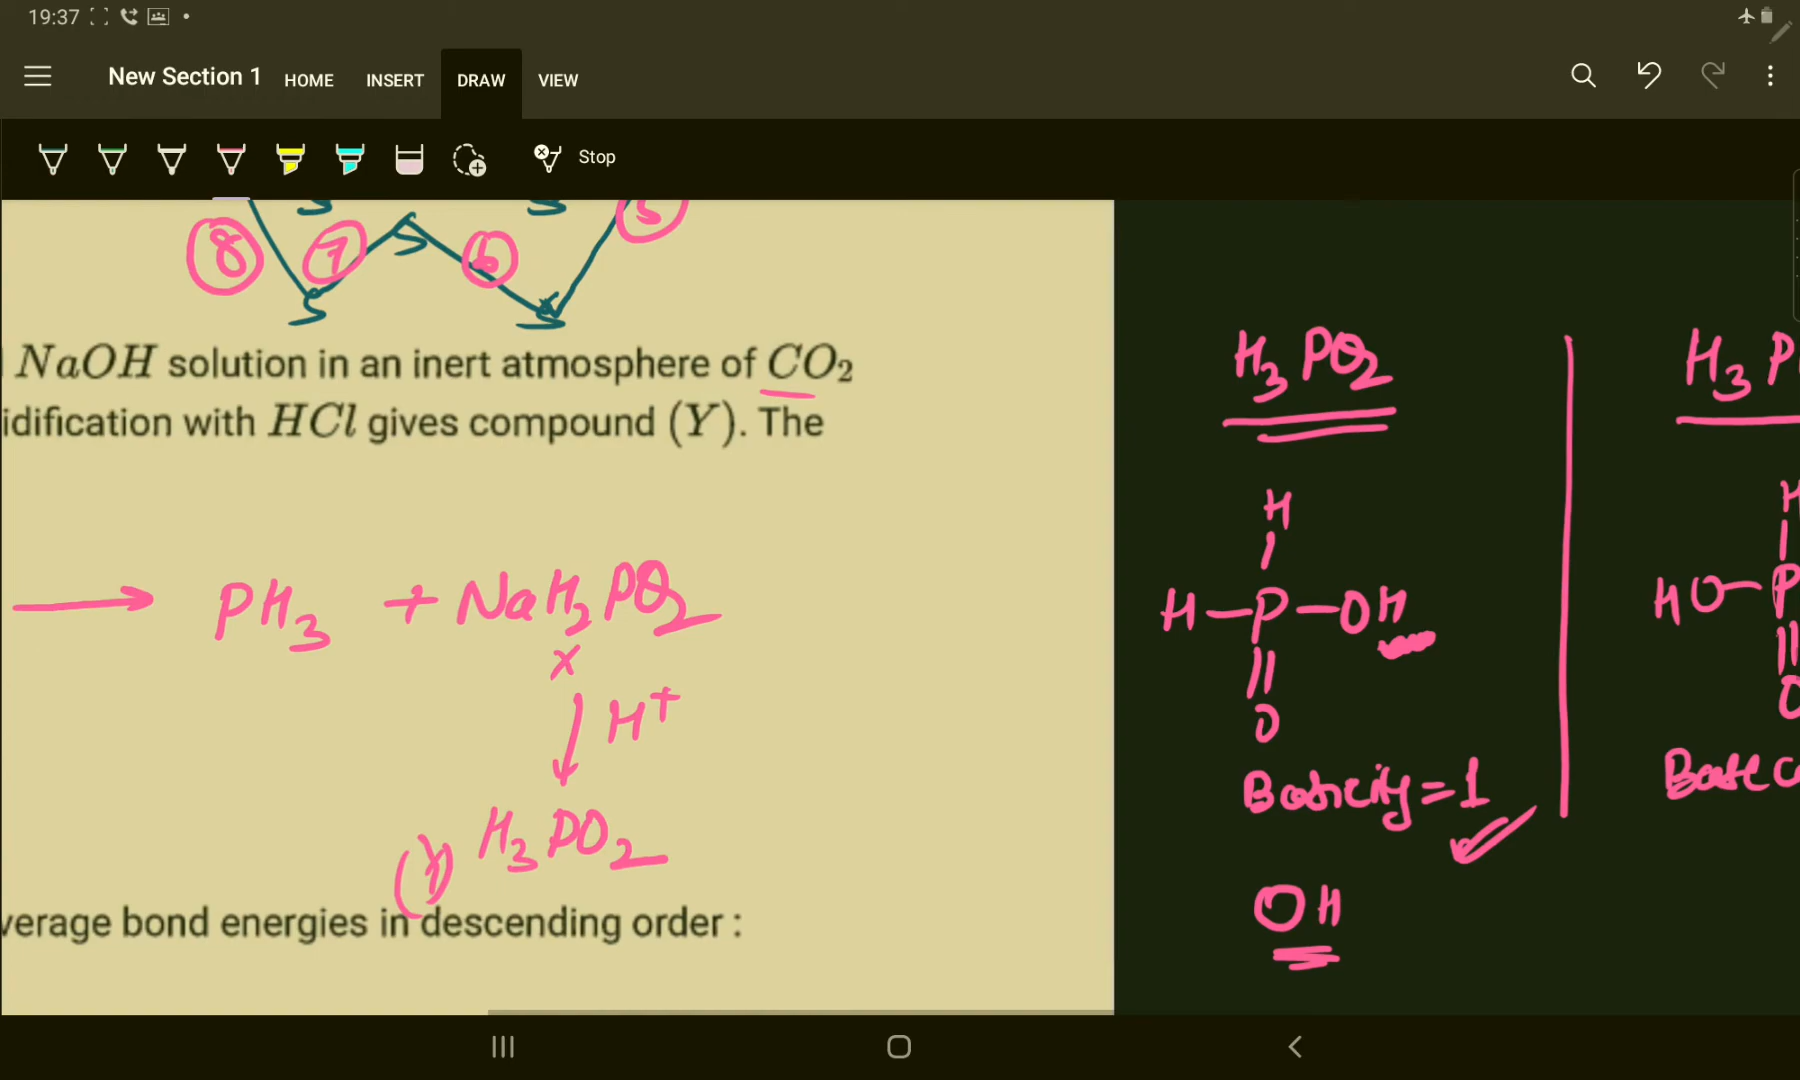 19:37
New Section 1 HOME INSERT DRAW VIEW
Stop
8 7 6 5
S S S S S S
NaOH solution in an inert atmosphere of CO₂
idification with HCl gives compound (Y). The
⟶ PH₃ + NaH₂PO₂
X
↓ H⁺
(Y) H₃PO₂
verage bond energies in descending order :
H₃PO₂
H
H–P–OH
||
O
Basicity = 1
OH
H₃P
H
HO–P
||
O